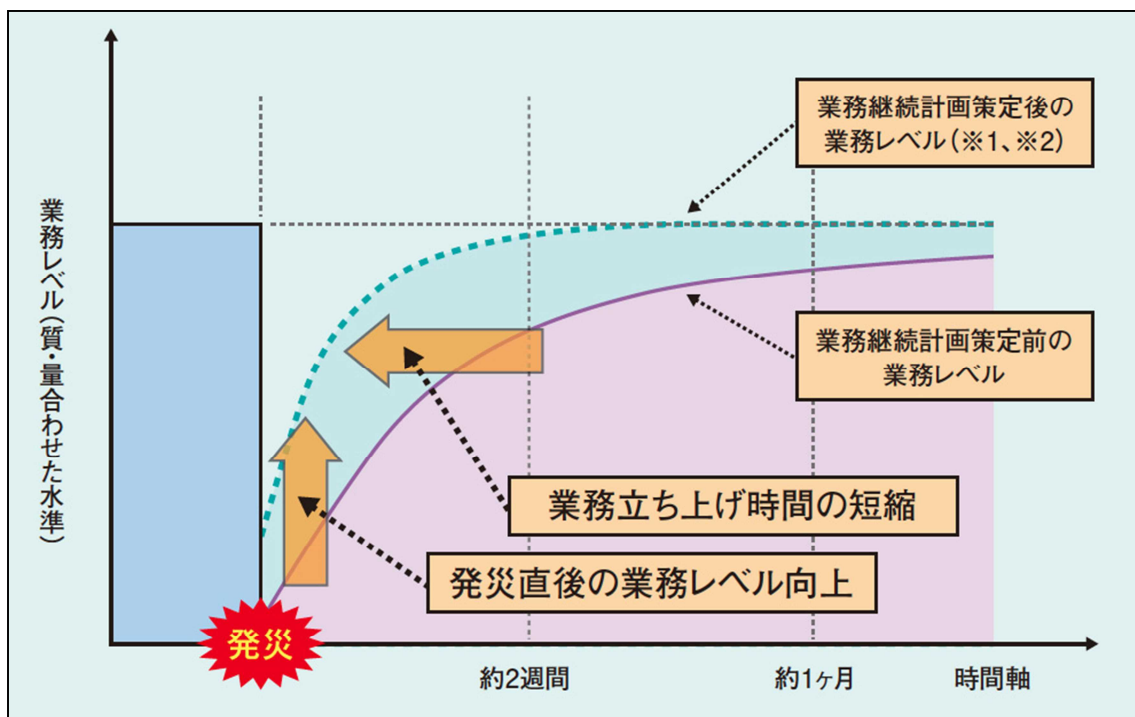 業務継続計画策定後の
業務レベル(※1、※2)
業務レベル(質・量合わせた水準)
業務継続計画策定前の
業務レベル
業務立ち上げ時間の短縮
発災直後の業務レベル向上
発災
約2週間
約1ヶ月
時間軸